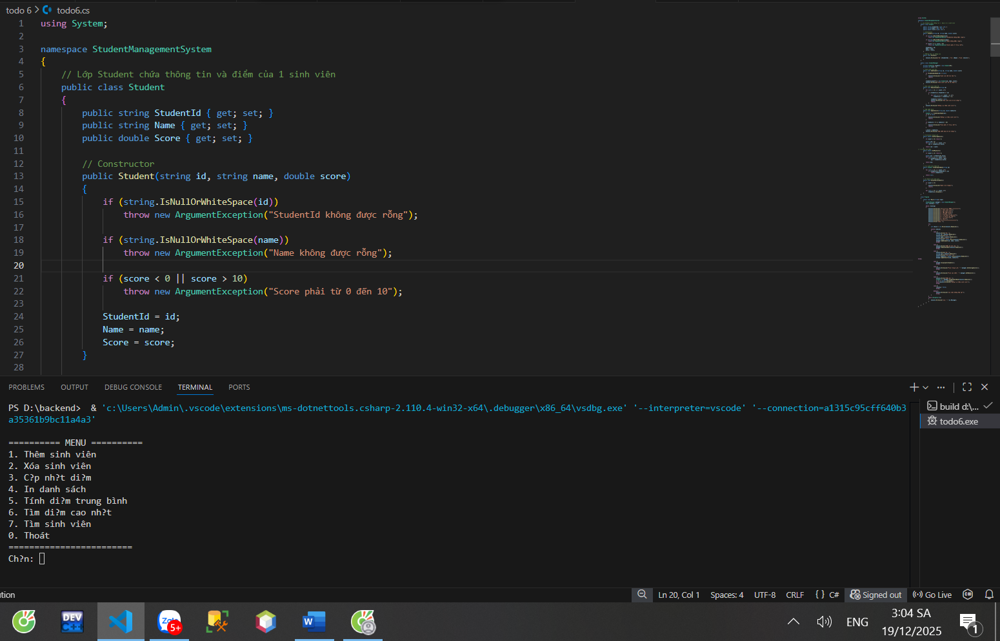 todo 6 > C# todo6.cs
1 using System;
2
3 namespace StudentManagementSystem
4 {
5 // Lớp Student chứa thông tin và điểm của 1 sinh viên
6 public class Student
7 {
8 public string StudentId { get; set; }
9 public string Name { get; set; }
10 public double Score { get; set; }
11
12 // Constructor
13 public Student(string id, string name, double score)
14 {
15 if (string.IsNullOrWhiteSpace(id))
16 throw new ArgumentException("StudentId không được rỗng");
17
18 if (string.IsNullOrWhiteSpace(name))
19 throw new ArgumentException("Name không được rỗng");
20
21 if (score < 0 || score > 10)
22 throw new ArgumentException("Score phải từ 0 đến 10");
23
24 StudentId = id;
25 Name = name;
26 Score = score;
27 }
28
PROBLEMS OUTPUT DEBUG CONSOLE TERMINAL PORTS
PS D:\backend> & 'c:\Users\Admin\.vscode\extensions\ms-dotnettools.csharp-2.110.4-win32-x64\.debugger\x86_64\vsdbg.exe' '--interpreter=vscode' '--connection=a1315c95cff640b3
a35361b9bc11a4a3'
build d:\...
todo6.exe
========== MENU ==========
1. Thêm sinh viên
2. Xóa sinh viên
3. C?p nh?t di?m
4. In danh sách
5. Tính di?m trung bình
6. Tìm di?m cao nh?t
7. Tìm sinh viên
0. Thoát
========================
Ch?n:
ution Ln 20, Col 1 Spaces: 4 UTF-8 CRLF { } C# Signed out Go Live
DEV C++ Zalo 5+ W ENG 3:04 SA 1
19/12/2025